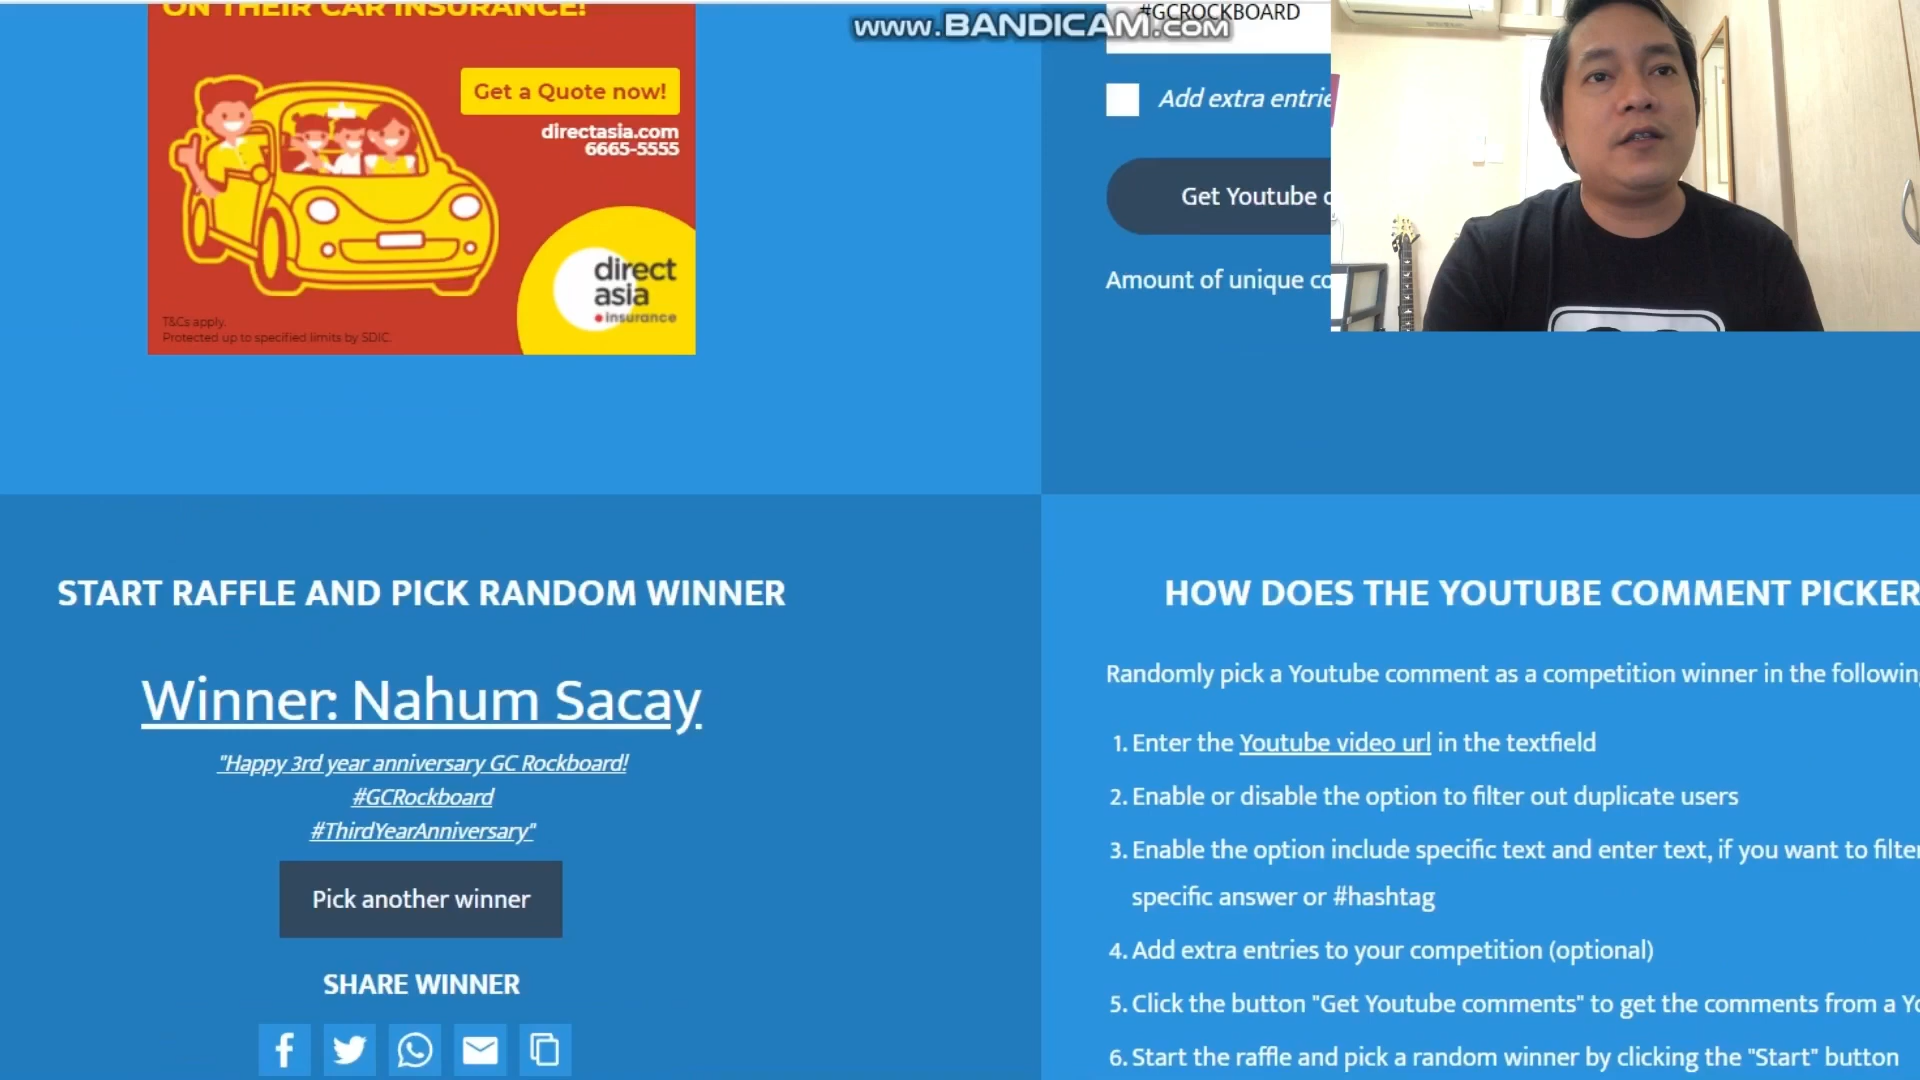 ON THEIR CAR INSURANCE!
Get a Quote now!
directasia.com
6665-5555
direct
asia
insurance
T&Cs apply.
Protected up to specified limits by SDIC.
www.BANDICAM.com
#GCROCKBOARD
Add extra entrie
Get Youtube c
Amount of unique co
START RAFFLE AND PICK RANDOM WINNER
Winner: Nahum Sacay
"Happy 3rd year anniversary GC Rockboard!
#GCRockboard
#ThirdYearAnniversary"
Pick another winner
SHARE WINNER
HOW DOES THE YOUTUBE COMMENT PICKER
Randomly pick a Youtube comment as a competition winner in the following
1. Enter the Youtube video url in the textfield
2. Enable or disable the option to filter out duplicate users
3. Enable the option include specific text and enter text, if you want to filter
specific answer or #hashtag
4. Add extra entries to your competition (optional)
5. Click the button "Get Youtube comments" to get the comments from a Yo
6. Start the raffle and pick a random winner by clicking the "Start" button